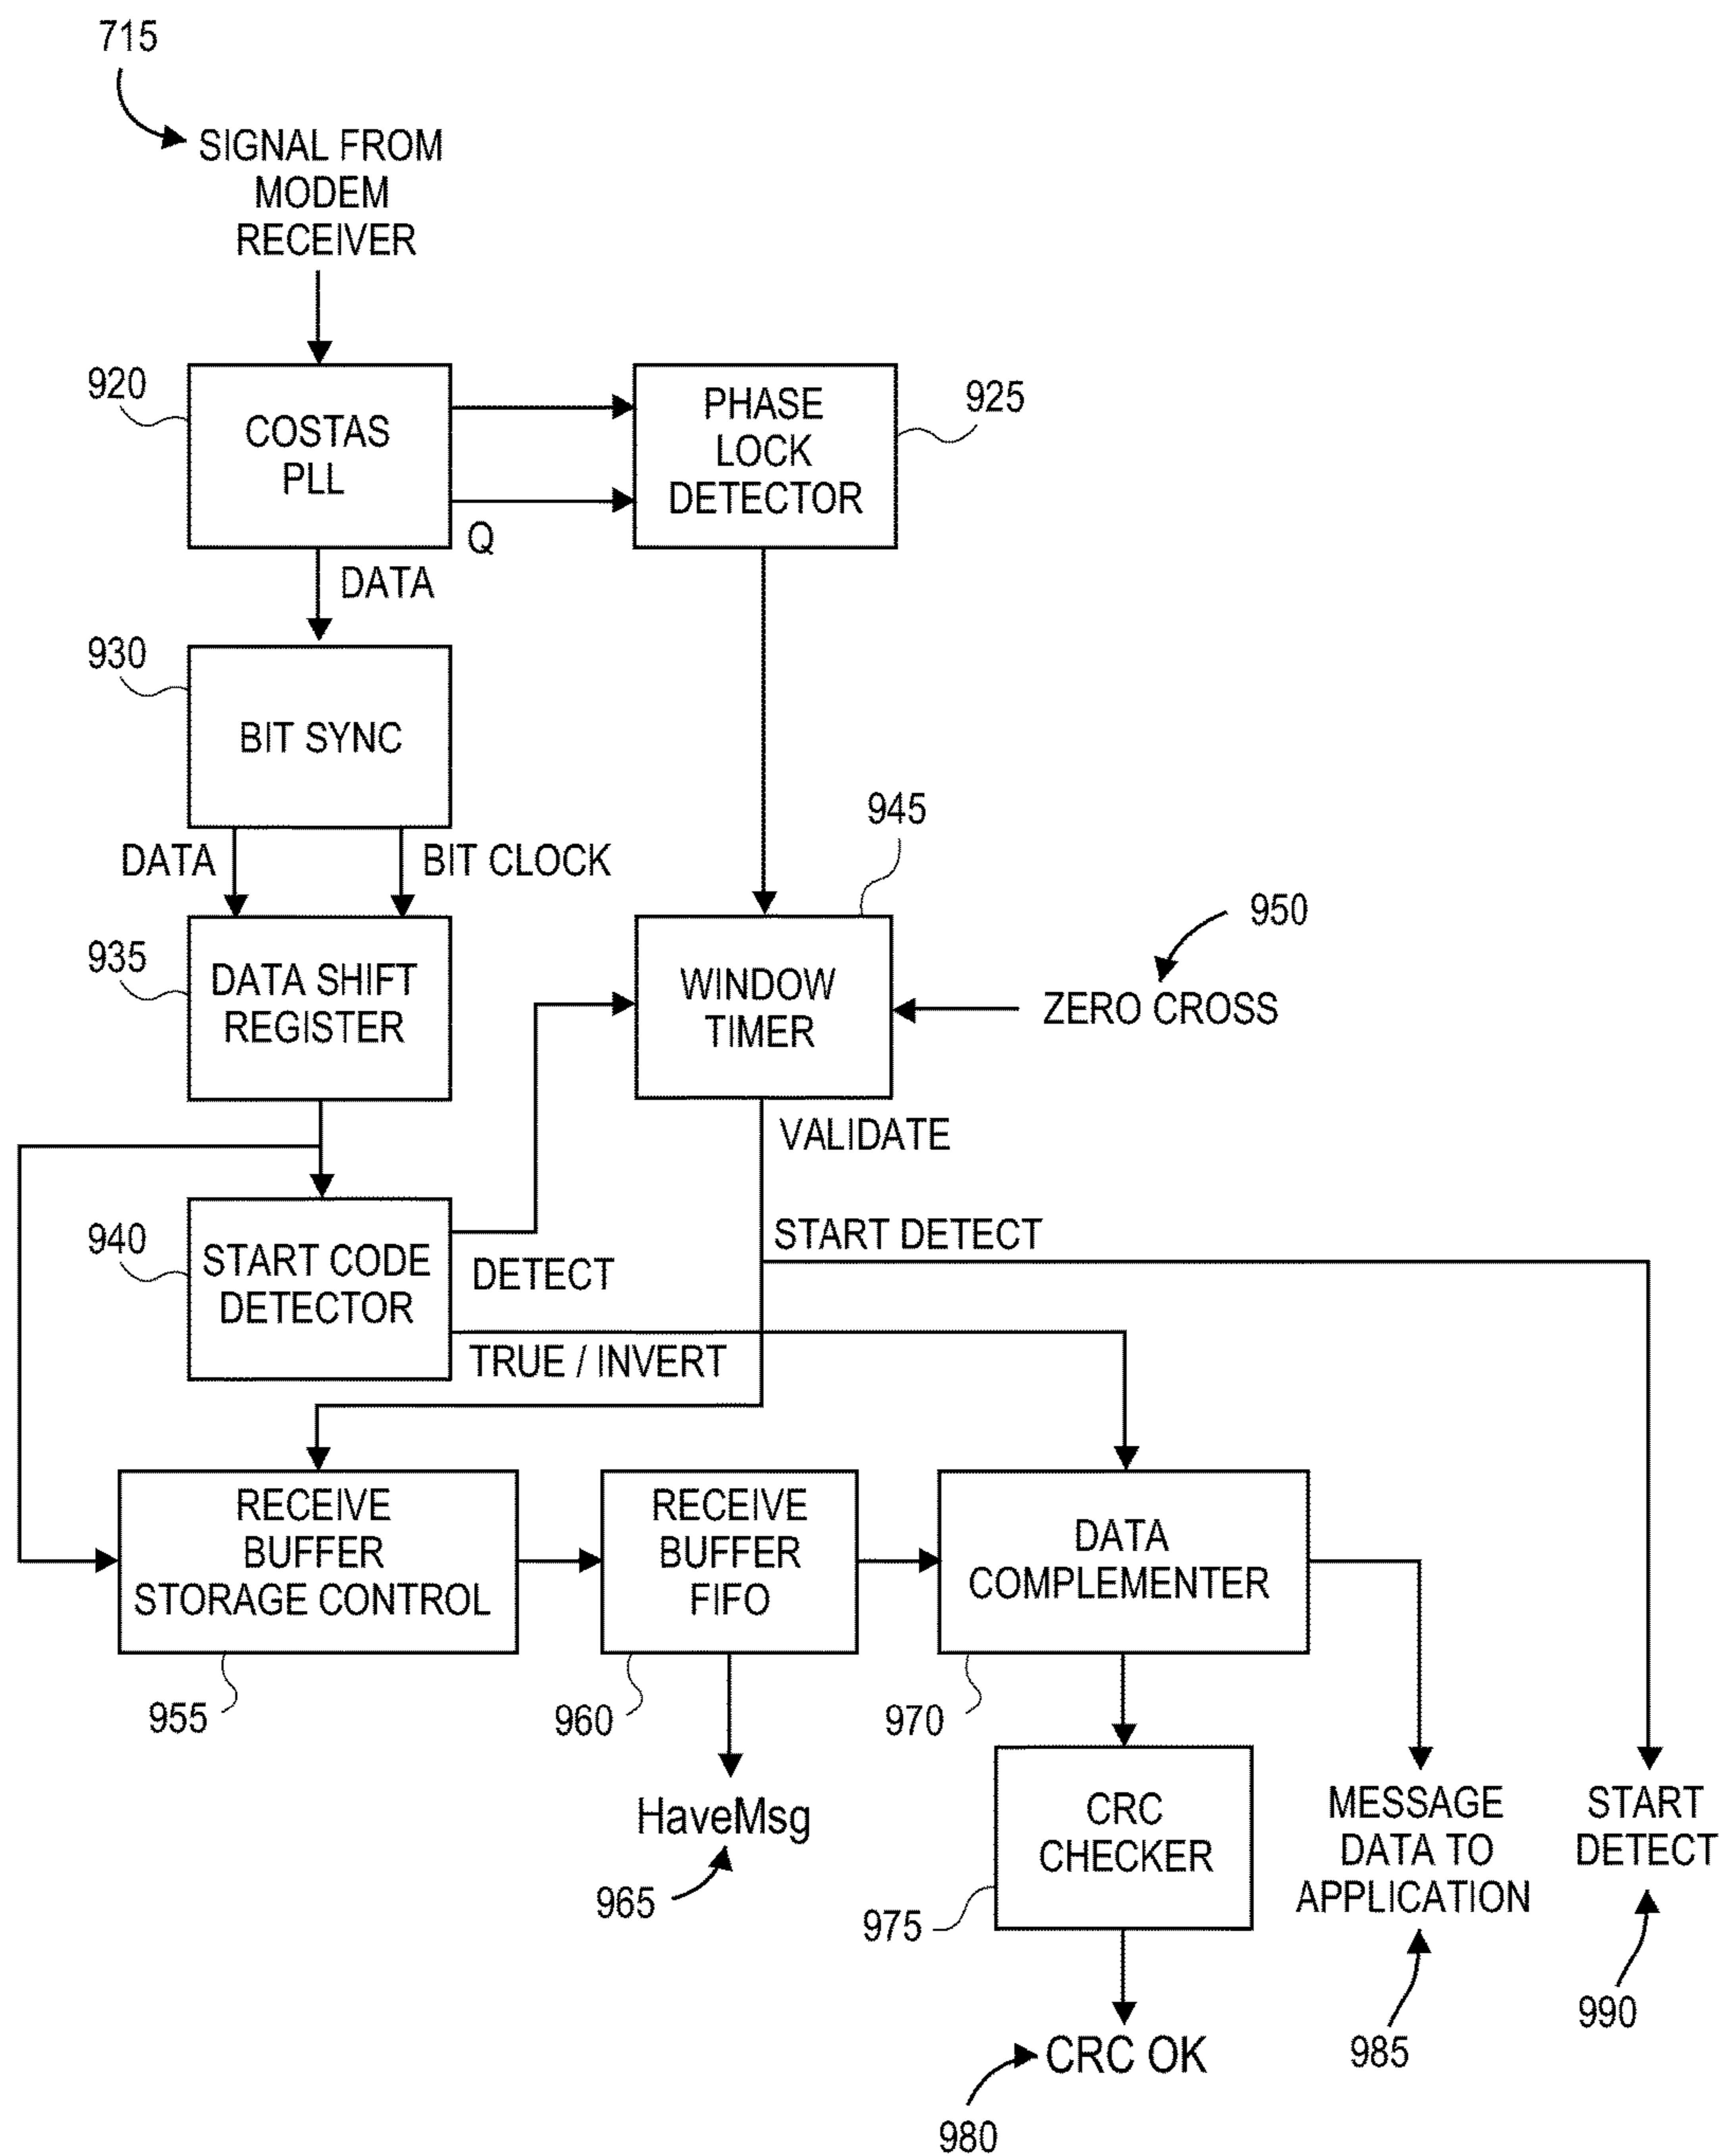 715
SIGNAL FROM
MODEM
RECEIVER
920
COSTAS
PLL
PHASE
LOCK
DETECTOR
925
Q
DATA
930
BIT SYNC
DATA
BIT CLOCK
945
950
935
DATA SHIFT
REGISTER
WINDOW
TIMER
ZERO CROSS
VALIDATE
940
START CODE
DETECTOR
START DETECT
DETECT
TRUE / INVERT
RECEIVE
BUFFER
STORAGE CONTROL
RECEIVE
BUFFER
FIFO
DATA
COMPLEMENTER
955
960
970
HaveMsg
965
CRC
CHECKER
975
MESSAGE
DATA TO
APPLICATION
START
DETECT
990
985
CRC OK
980